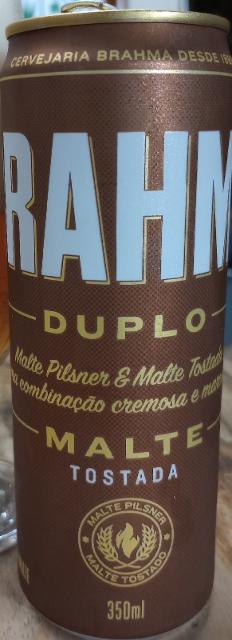 CERVEJARIA BRAHMA DESDE
RAHM
DUPLO
Malte Pilsner & Malte Tostado
combinação cremosa e
MALTE
TOSTADA
MALTE PILSNER
MALTE TOSTADO
350ml